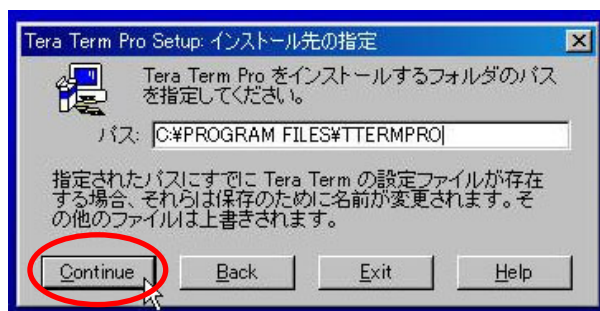 Tera Term Pro Setup: インストール先の指定
Tera Term Pro をインストールするフォルダのパス
を指定してください。
パス: C:¥PROGRAM FILES¥TTERMPRO
指定されたパスにすでに Tera Term の設定ファイルが存在
する場合、それらは保存のために名前が変更されます。そ
の他のファイルは上書きされます。
Continue Back Exit Help